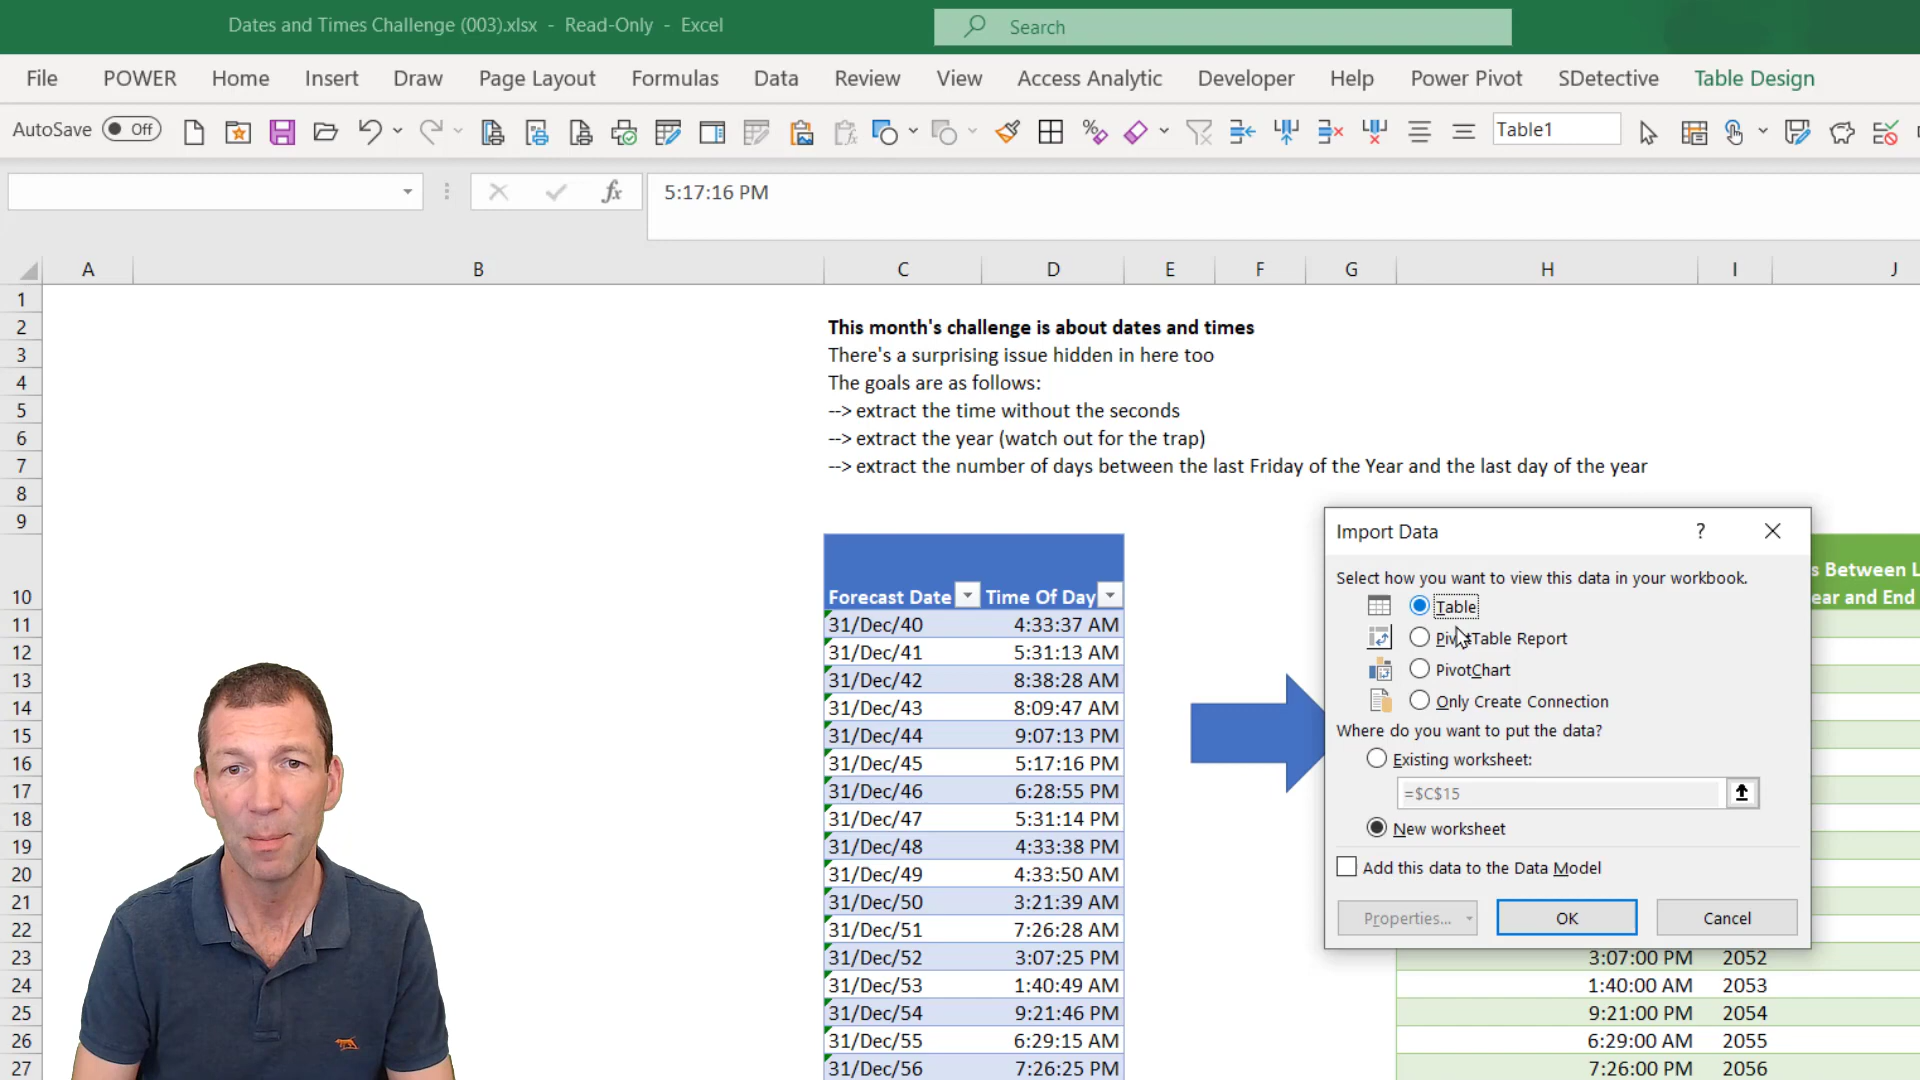 Dates and Times Challenge (003).xlsx - Read-Only - Excel
Search
File POWER Home Insert Draw Page Layout Formulas Data Review View Access Analytic Developer Help Power Pivot SDetective Table Design
AutoSave Off Table1
fx 5:17:16 PM
A B C D E F G H I J
1
2 This month's challenge is about dates and times
3 There's a surprising issue hidden in here too
4 The goals are as follows:
5 --> extract the time without the seconds
6 --> extract the year (watch out for the trap)
7 --> extract the number of days between the last Friday of the Year and the last day of the year
8
9
10 Forecast Date Time Of Day
11 31/Dec/40 4:33:37 AM
12 31/Dec/41 5:31:13 AM
13 31/Dec/42 8:38:28 AM
14 31/Dec/43 8:09:47 AM
15 31/Dec/44 9:07:13 PM
16 31/Dec/45 5:17:16 PM
17 31/Dec/46 6:28:55 PM
18 31/Dec/47 5:31:14 PM
19 31/Dec/48 4:33:38 PM
20 31/Dec/49 4:33:50 AM
21 31/Dec/50 3:21:39 AM
22 31/Dec/51 7:26:28 AM
23 31/Dec/52 3:07:25 PM 3:07:00 PM 2052
24 31/Dec/53 1:40:49 AM 1:40:00 AM 2053
25 31/Dec/54 9:21:46 PM 9:21:00 PM 2054
26 31/Dec/55 6:29:15 AM 6:29:00 AM 2055
27 31/Dec/56 7:26:25 PM 7:26:00 PM 2056
Import Data ?
Select how you want to view this data in your workbook.
Table
PivotTable Report
PivotChart
Only Create Connection
Where do you want to put the data?
Existing worksheet:
=$C$15
New worksheet
Add this data to the Data Model
Properties... OK Cancel
s Between L
ear and End